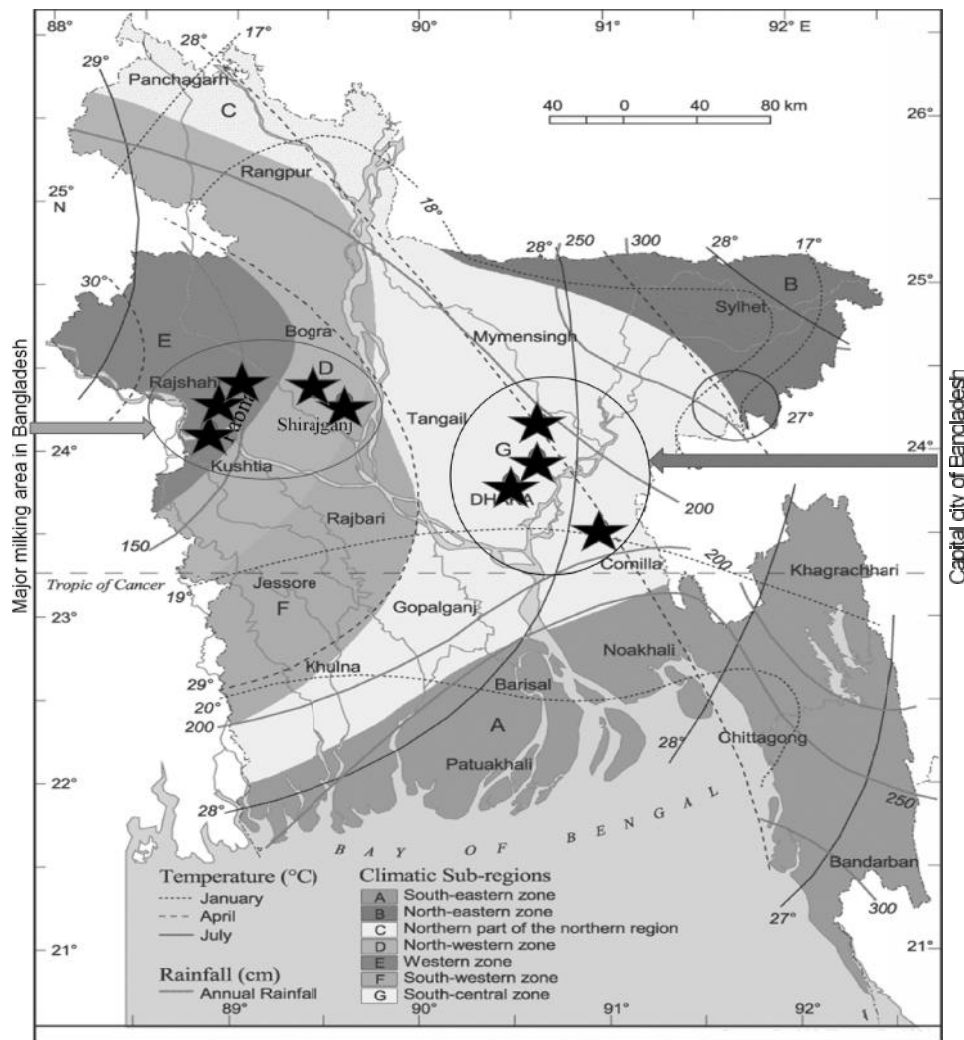 88°
90°
91°
92° E
88°
17°
28°
29°
Panchagarh
C
40 0 40 80 km
26°
26°
Rangpur
25°
N
18°
28°
250
300
28°
17°
B
25°
25°
Sylhet
30°
Mymensingh
E
Bogra
D
Rajshahi
Pabna
Shirajganj
Tangail
27°
24°
24°
G
Kushtia
DHAKA
200
150
Rajbari
Comilla
200
Khagrachhari
Tropic of Cancer
19°
Jessore
F
Gopalganj
23°
23°
Noakhali
Khulna
29°
Barisal
20°
200
A
Chittagong
Patuakhali
28°
22°
22°
28°
250
BAY OF BENGAL
Bandarban
27°
300
Temperature (°C)
January
April
July
Rainfall (cm)
Annual Rainfall
Climatic Sub-regions
A South-eastern zone
B North-eastern zone
C Northern part of the northern region
D North-western zone
E Western zone
F South-western zone
G South-central zone
21°
21°
89°
90°
91°
92°
Major milking area in Bangladesh
Capital city of Bangladesh